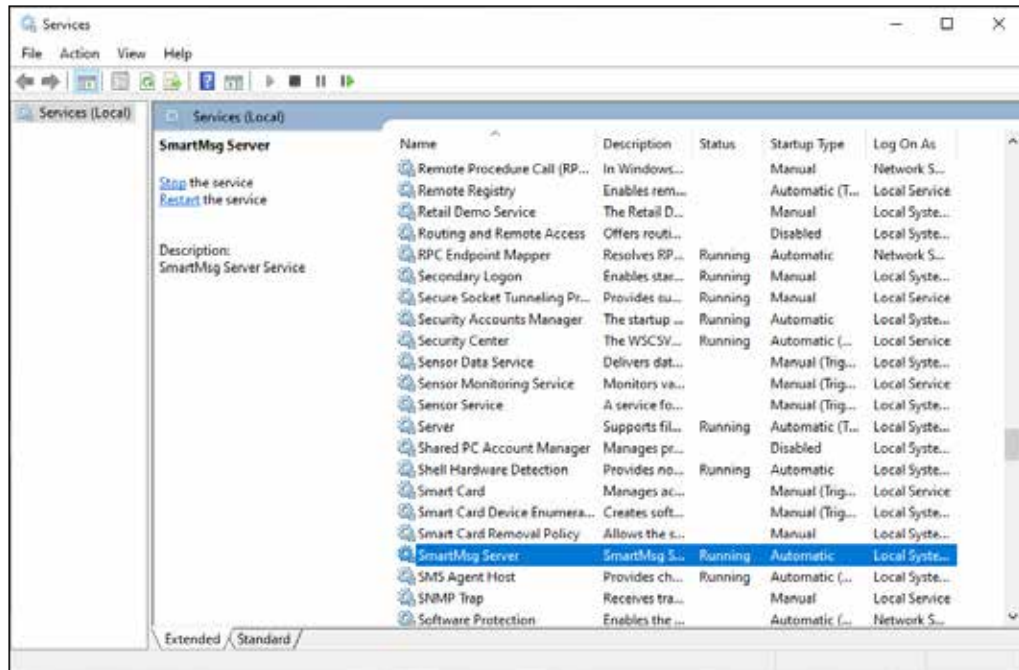 Services
File Action View Help
Services (Local)
Services (Local)
SmartMsg Server
Stop the service
Restart the service
Description:
SmartMsg Server Service
Name Description Status Startup Type Log On As
Remote Procedure Call (RP... In Windows... Manual Network S...
Remote Registry Enables rem... Automatic (T... Local Service
Retail Demo Service The Retail D... Manual Local Syste...
Routing and Remote Access Offers routi... Disabled Local Syste...
RPC Endpoint Mapper Resolves RP... Running Automatic Network S...
Secondary Logon Enables star... Running Manual Local Syste...
Secure Socket Tunneling Pr... Provides su... Running Manual Local Service
Security Accounts Manager The startup ... Running Automatic Local Syste...
Security Center The WSCSV... Running Automatic (... Local Service
Sensor Data Service Delivers dat... Manual (Trig... Local Syste...
Sensor Monitoring Service Monitors va... Manual (Trig... Local Service
Sensor Service A service fo... Manual (Trig... Local Syste...
Server Supports fil... Running Automatic (T... Local Syste...
Shared PC Account Manager Manages pr... Disabled Local Syste...
Shell Hardware Detection Provides no... Running Automatic Local Syste...
Smart Card Manages ac... Manual (Trig... Local Service
Smart Card Device Enumera... Creates soft... Manual (Trig... Local Syste...
Smart Card Removal Policy Allows the s... Manual Local Syste...
SmartMsg Server SmartMsg S... Running Automatic Local Syste...
SMS Agent Host Provides ch... Running Automatic (... Local Syste...
SNMP Trap Receives tra... Manual Local Service
Software Protection Enables the ... Automatic (... Network S...
Extended Standard